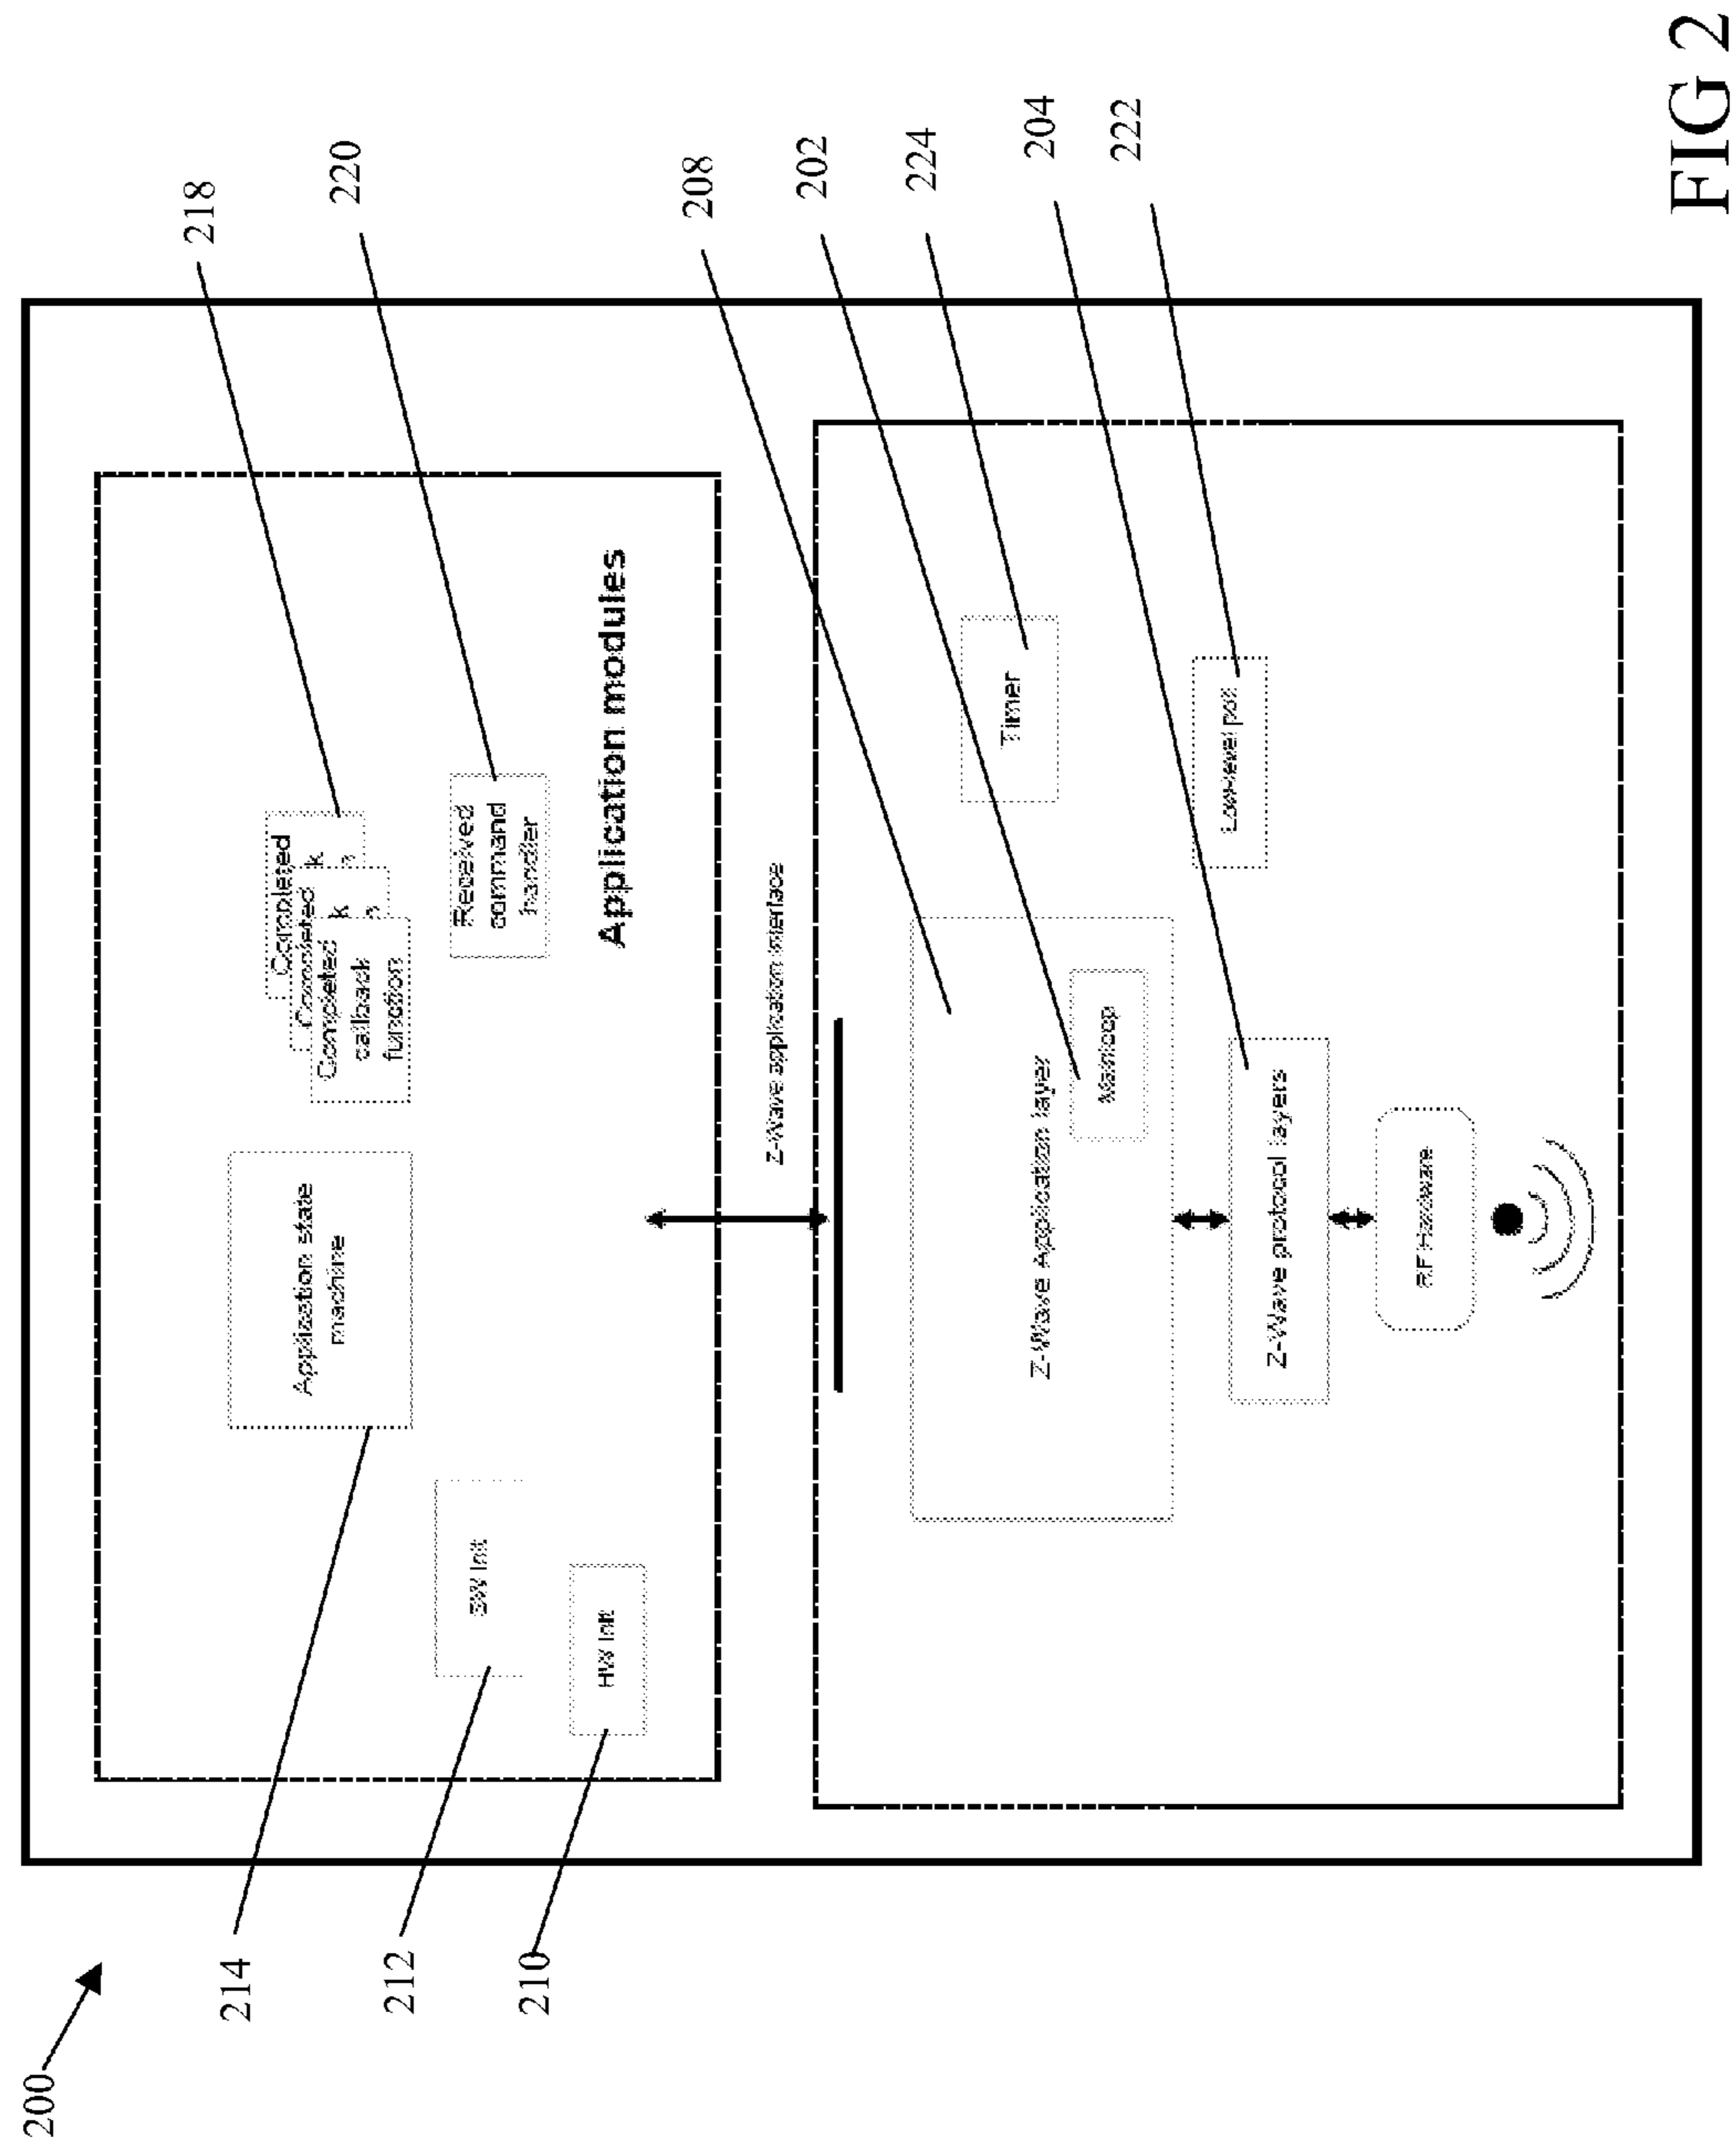 200
218
214
Completed
k
n
Completed
k
n
Completed
callback
function
Application state
machine
220
212
SW Init
Received
command
handler
210
HW Init
Application modules
Z-Wave application interface
208
202
224
204
222
Timer
Z-Wave Application layer
Mainloop
Low-level poll
Z-Wave protocol layers
RF Hardware
FIG 2